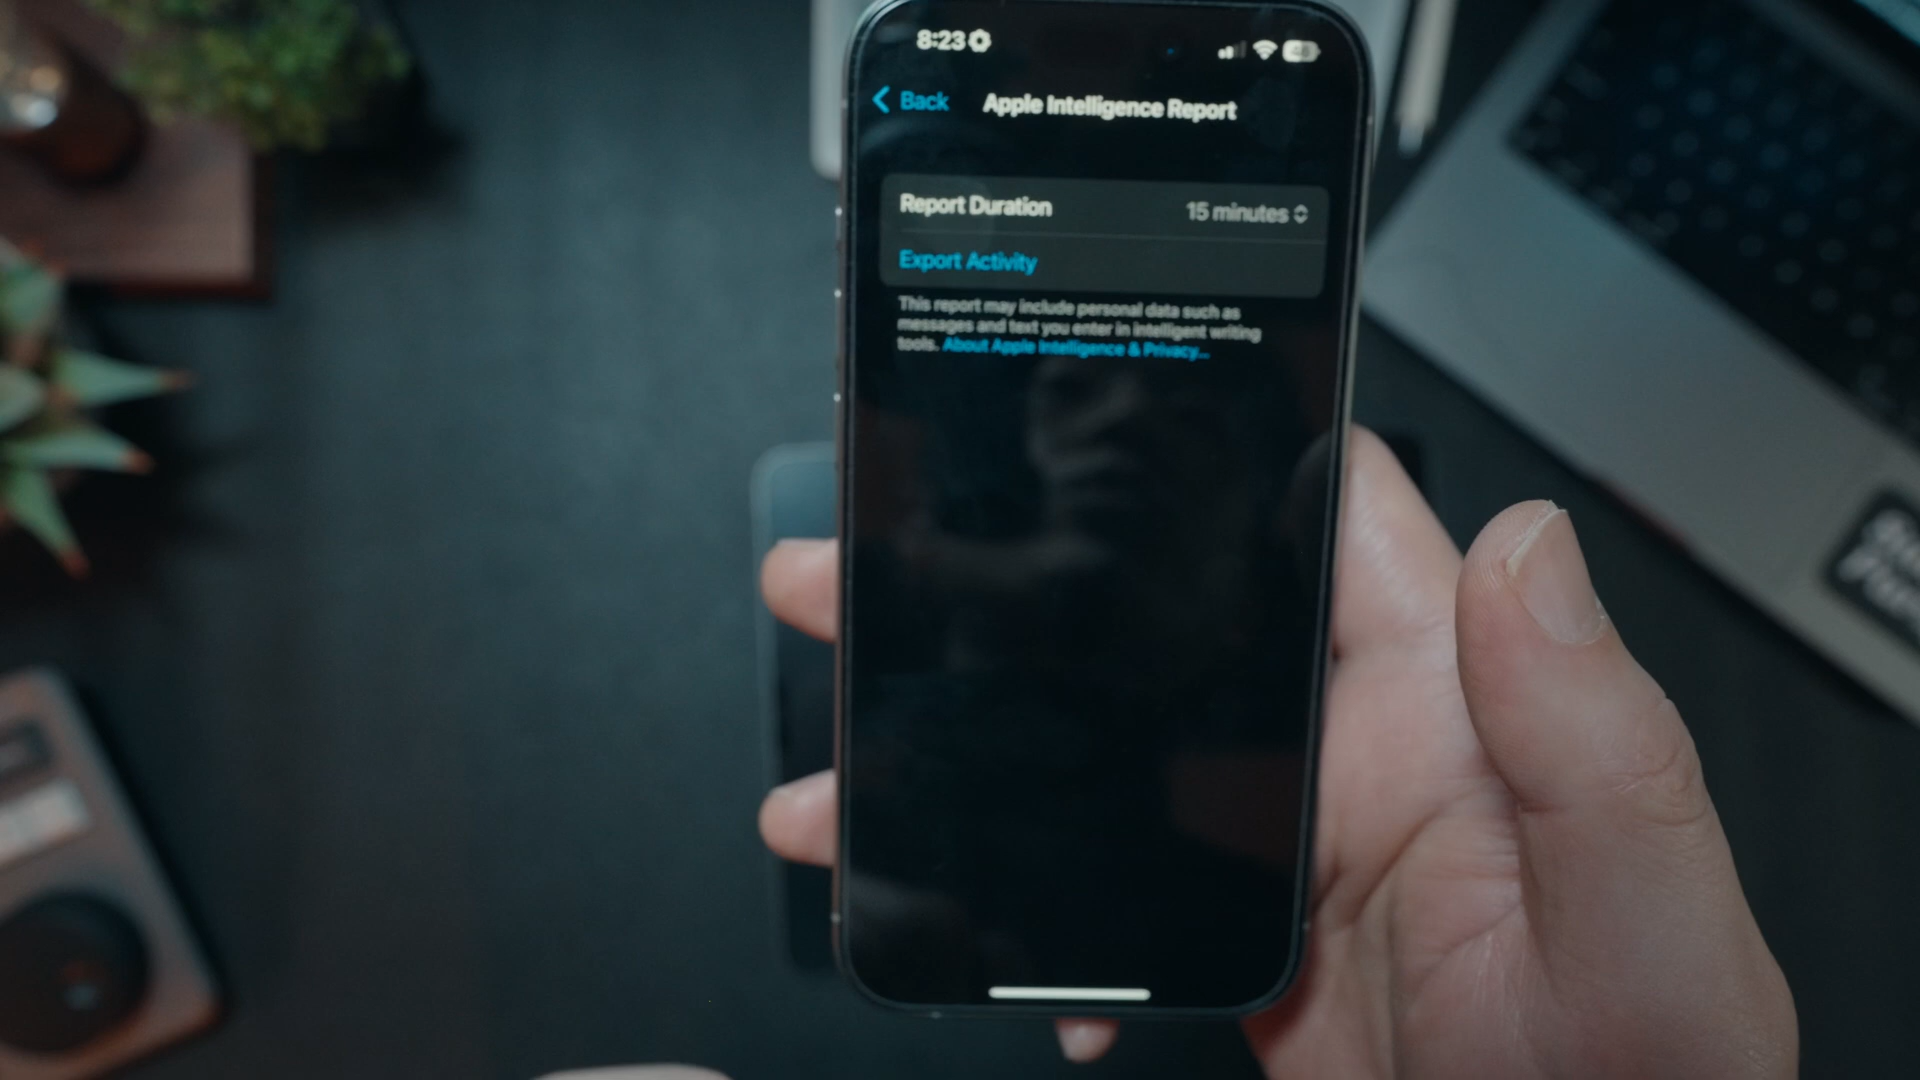 8:23
Back
Apple Intelligence Report
Report Duration
15 minutes
Export Activity
This report may include personal data such as
messages and text you enter in intelligent writing
tools. About Apple Intelligence & Privacy...